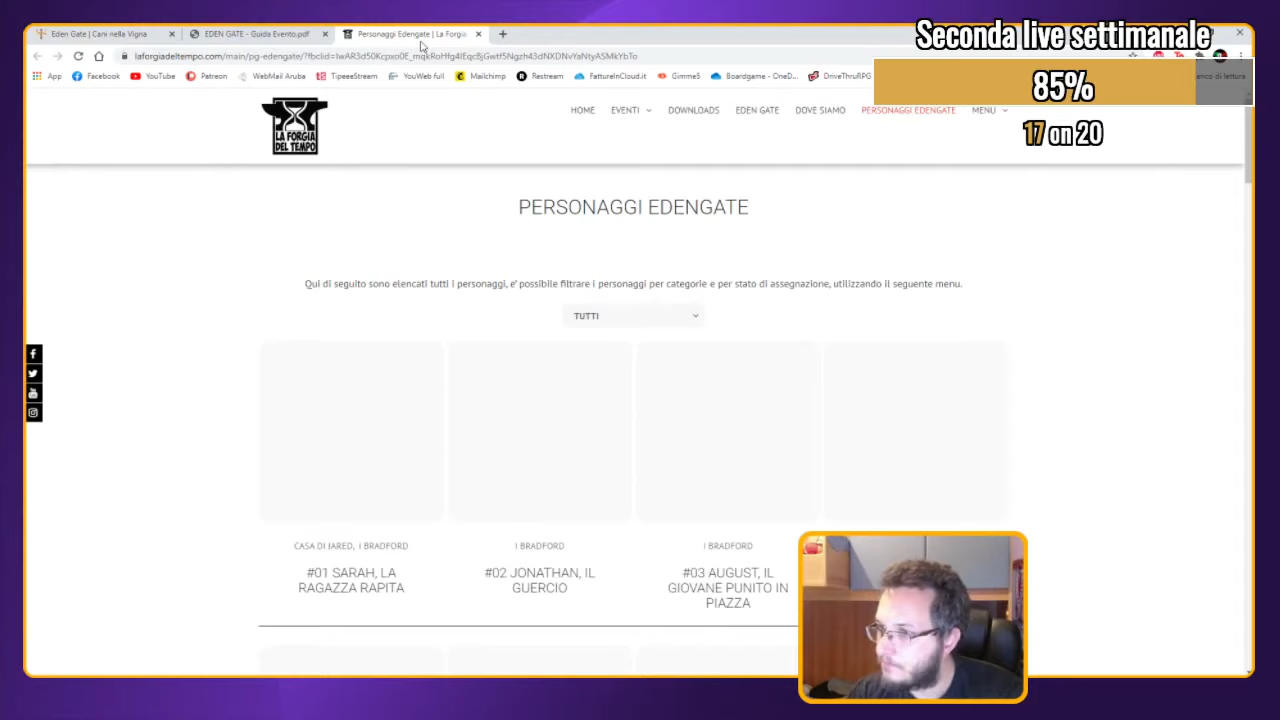 Eden Gate | Cani nella Vigna
EDEN GATE - Guida Evento.pdf
Personaggi Edengate | La Forgia
Seconda live settimanale
85%
17 on 20
App
Facebook
YouTube
Patreon
WebMail Aruba
TipeeeStream
YouWeb full
Mailchimp
Restream
FattureInCloud.it
Gimme5
Boardgame - OneD...
DriveThruRPG
LA FORGIA
DEL TEMPO
HOME
EVENTI
DOWNLOADS
EDEN GATE
DOVE SIAMO
PERSONAGGI EDENGATE
MENU
PERSONAGGI EDENGATE
Qui di seguito sono elencati tutti i personaggi, e' possibile filtrare i personaggi per categorie e per stato di assegnazione, utilizzando il seguente menu.
TUTTI
CASA DI JARED, I BRADFORD
#01 SARAH, LA
RAGAZZA RAPITA
I BRADFORD
#02 JONATHAN, IL
GUERCIO
I BRADFORD
#03 AUGUST, IL
GIOVANE PUNITO IN
PIAZZA